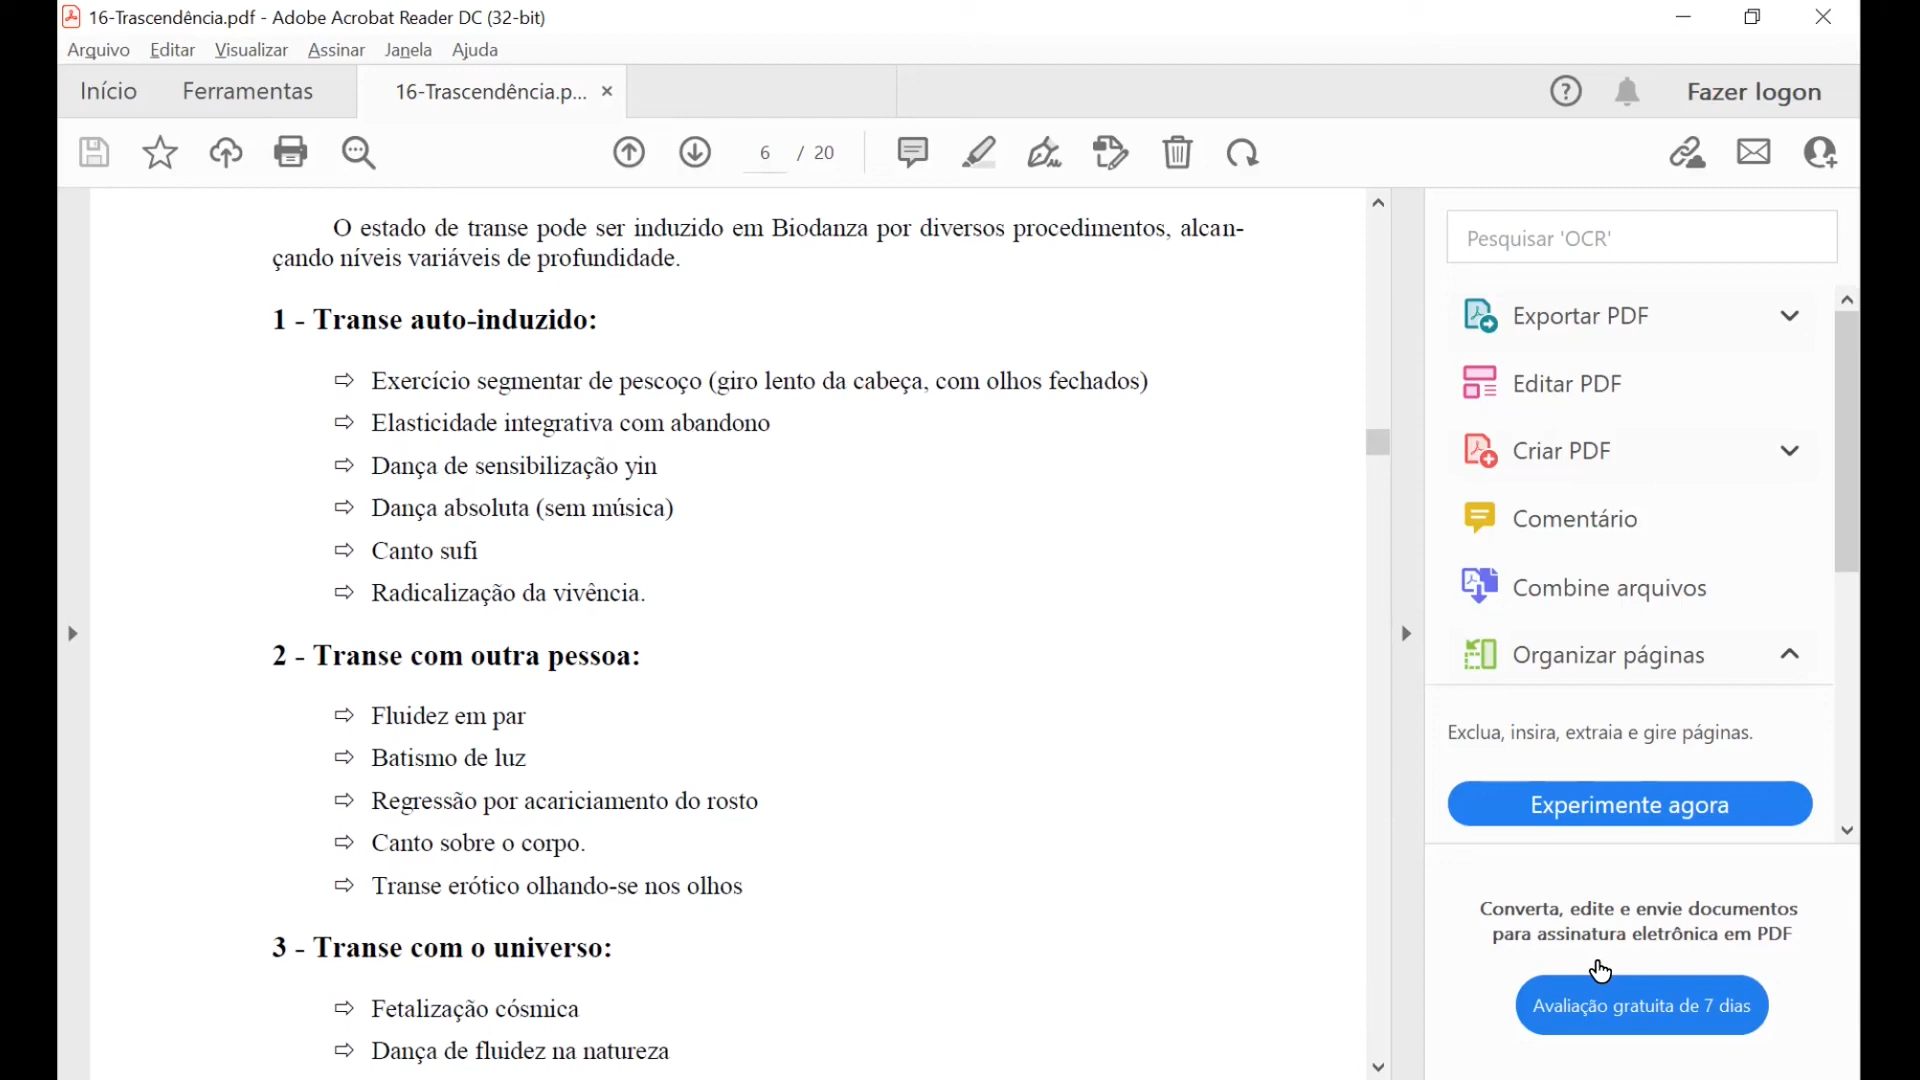 16-Trascendência.pdf - Adobe Acrobat Reader DC (32-bit)
Arquivo Editar Visualizar Assinar Janela Ajuda
Início Ferramentas 16-Trascendência.p... Fazer logon
6 / 20
O estado de transe pode ser induzido em Biodanza por diversos procedimentos, alcan-
çando níveis variáveis de profundidade.
1 - Transe auto-induzido:
⇨ Exercício segmentar de pescoço (giro lento da cabeça, com olhos fechados)
⇨ Elasticidade integrativa com abandono
⇨ Dança de sensibilização yin
⇨ Dança absoluta (sem música)
⇨ Canto sufi
⇨ Radicalização da vivência.
2 - Transe com outra pessoa:
⇨ Fluidez em par
⇨ Batismo de luz
⇨ Regressão por acariciamento do rosto
⇨ Canto sobre o corpo.
⇨ Transe erótico olhando-se nos olhos
3 - Transe com o universo:
⇨ Fetalização cósmica
⇨ Dança de fluidez na natureza
Pesquisar 'OCR'
Exportar PDF
Editar PDF
Criar PDF
Comentário
Combine arquivos
Organizar páginas
Exclua, insira, extraia e gire páginas.
Experimente agora
Converta, edite e envie documentos
para assinatura eletrônica em PDF
Avaliação gratuita de 7 dias